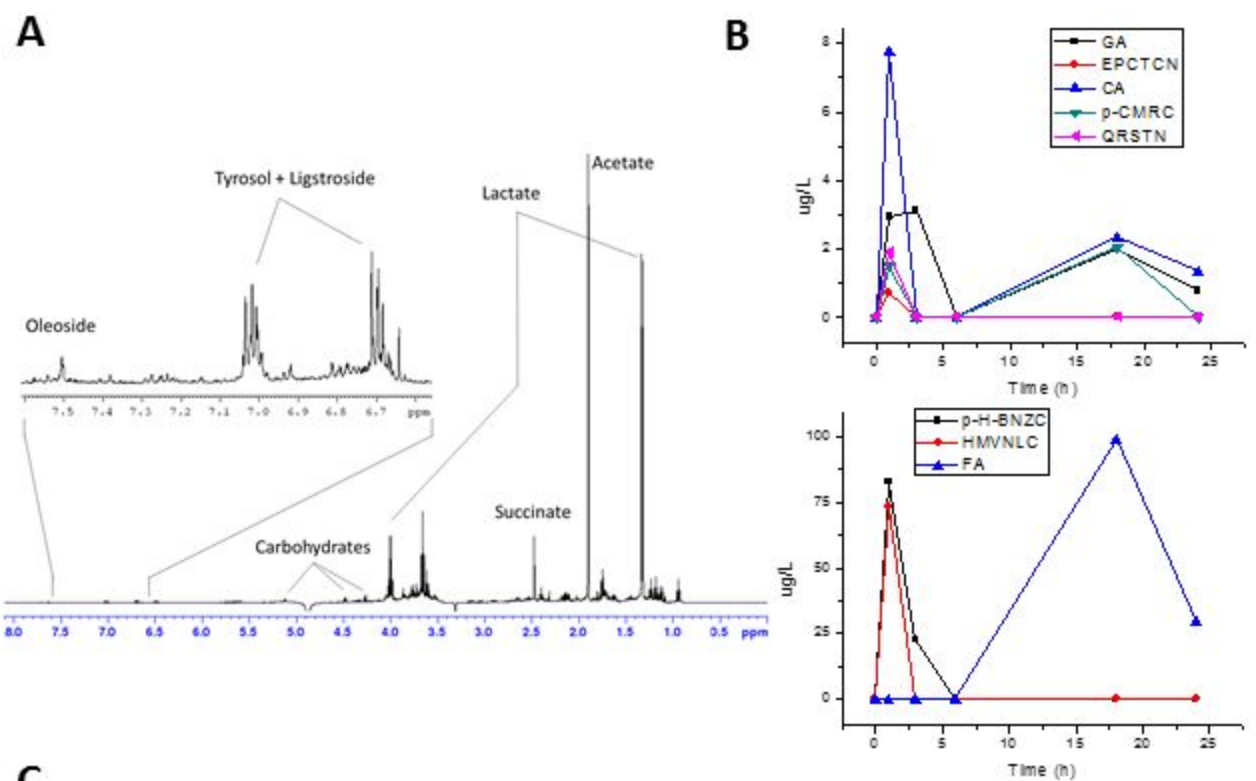 A
Tyrosol + Ligstroside
Lactate
Acetate
Oleoside
7.5 7.4 7.3 7.2 7.1 7.0 6.9 6.8 6.7 ppm
Succinate
Carbohydrates
8.0 7.5 7.0 6.5 6.0 5.5 5.0 4.5 4.0 3.5 3.0 2.5 2.0 1.5 1.0 0.5 ppm
B
GA
EPCTCN
CA
p-CMRC
QRSTN
8
6
4
2
0
ug/L
0 5 10 15 20 25
Time (h)
p-H-BNZC
HMVNLC
FA
100
75
50
25
0
ug/L
0 5 10 15 20 25
Time (h)